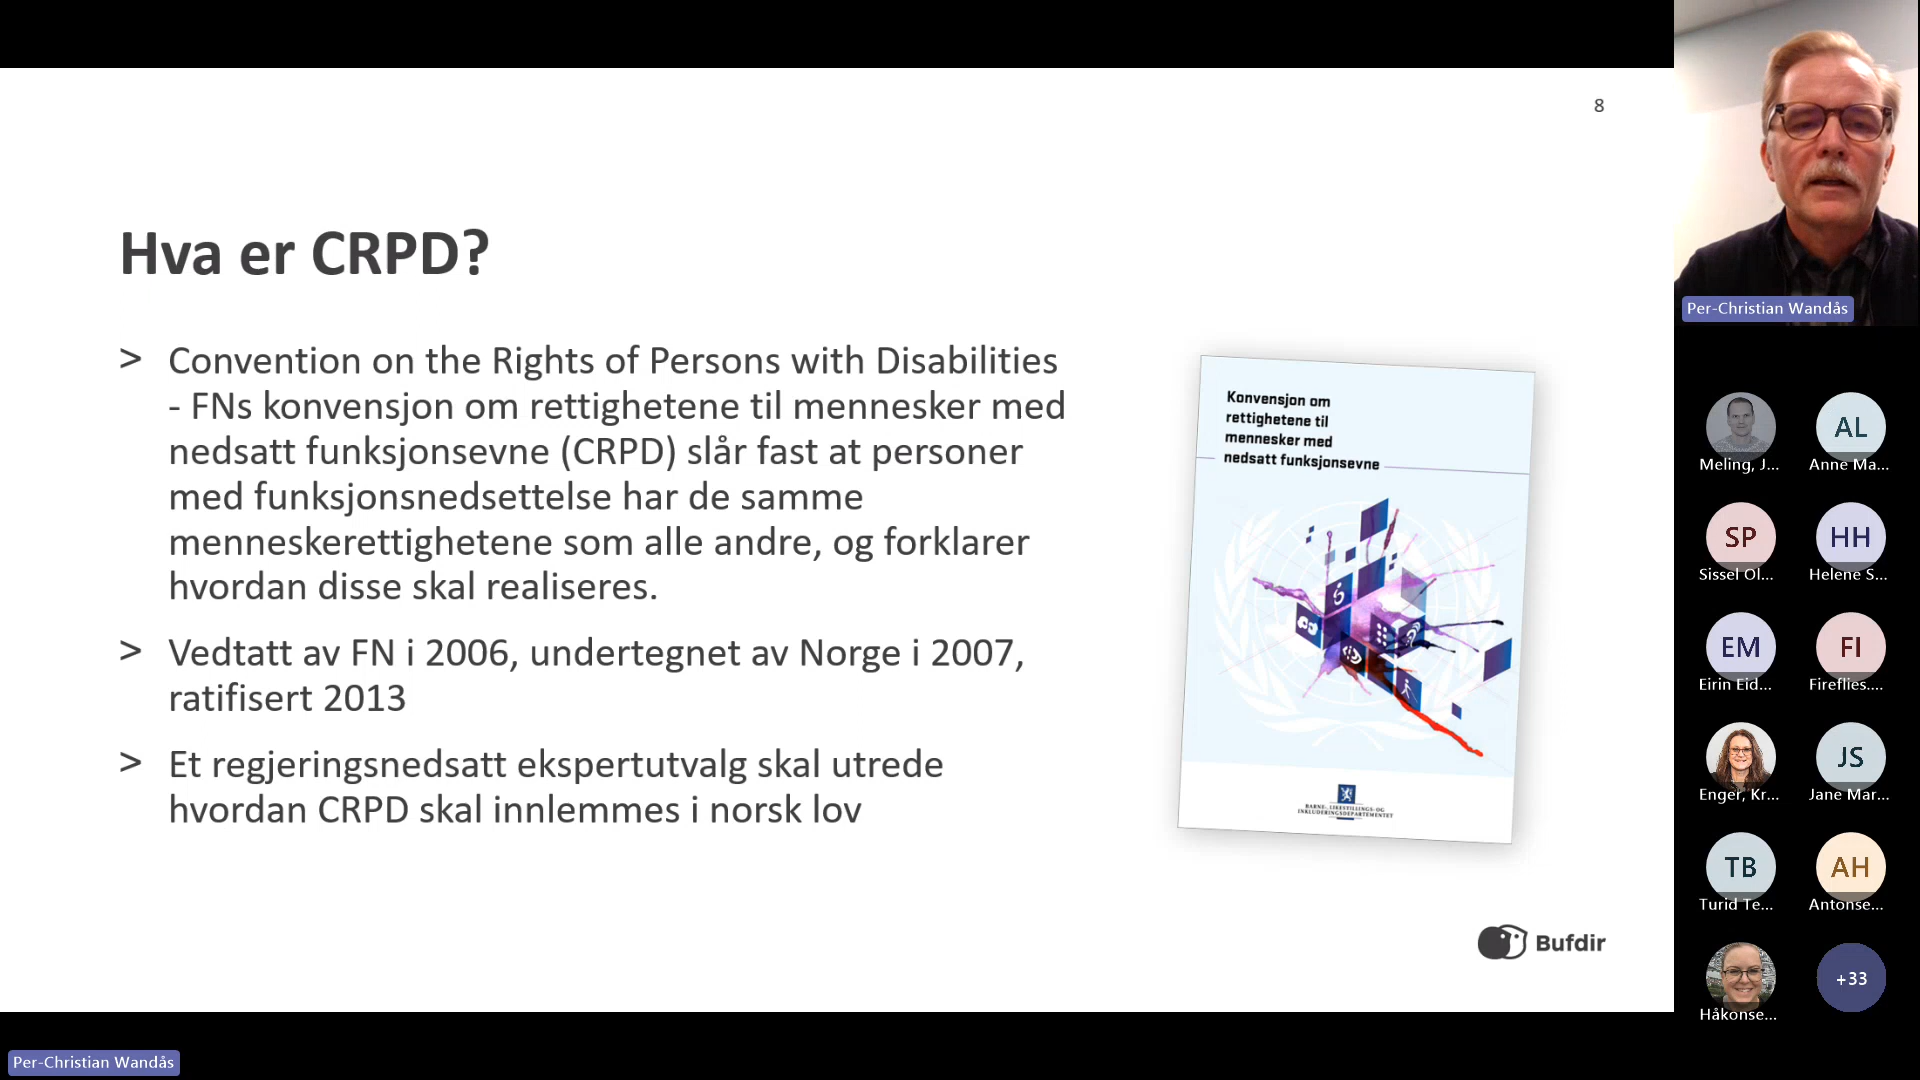 8
Hva er CRPD?
> Convention on the Rights of Persons with Disabilities
- FNs konvensjon om rettighetene til mennesker med
nedsatt funksjonsevne (CRPD) slår fast at personer
med funksjonsnedsettelse har de samme
menneskerettighetene som alle andre, og forklarer
hvordan disse skal realiseres.
> Vedtatt av FN i 2006, undertegnet av Norge i 2007,
ratifisert 2013
> Et regjeringsnedsatt ekspertutvalg skal utrede
hvordan CRPD skal innlemmes i norsk lov
Konvensjon om
rettighetene til
mennesker med
nedsatt funksjonsevne
BARNE-, LIKESTILLINGS- OG
INKLUDERINGSDEPARTEMENTET
Bufdir
Per-Christian Wandås
Meling, J...
AL
Anne Ma...
SP
Sissel Ol...
HH
Helene S...
EM
Eirin Eid...
FI
Fireflies....
Enger, Kr...
JS
Jane Mar...
TB
Turid Te...
AH
Antonse...
Håkonse...
+33
Per-Christian Wandås